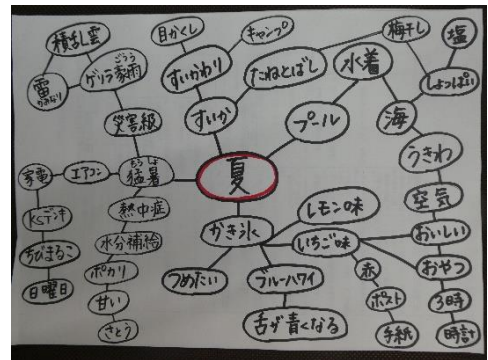 夏
すいか
すいかわり
目かくし
キャンプ
たねとばし
梅干し
しょっぱい
塩
プール
水着
海
うきわ
空気
おいしい
おやつ
3時
時計
かき氷
レモン味
いちご味
赤
ポスト
手紙
ブルーハワイ
舌が青くなる
つめたい
もうしょ
猛暑
災害級
ごうう
ゲリラ豪雨
積乱雲
雷
かみなり
エアコン
家電
KSデンキ
ちびまるこ
日曜日
熱中症
水分補給
ポカリ
甘い
さとう